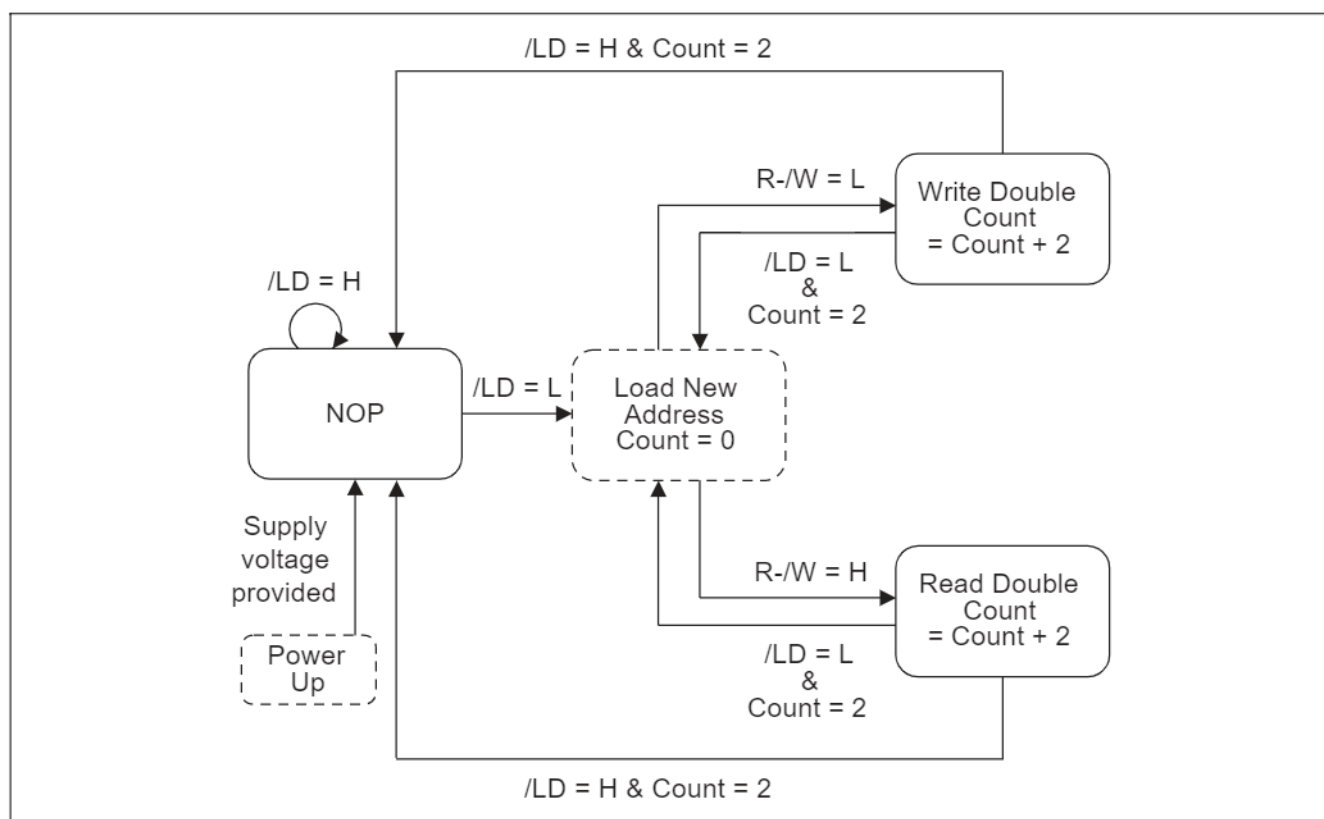 /LD = H & Count = 2
R-/W = L
Write Double
Count
= Count + 2
/LD = L
&
Count = 2
/LD = H
NOP
/LD = L
Load New
Address
Count = 0
Supply
voltage
provided
Power
Up
R-/W = H
Read Double
Count
= Count + 2
/LD = L
&
Count = 2
/LD = H & Count = 2